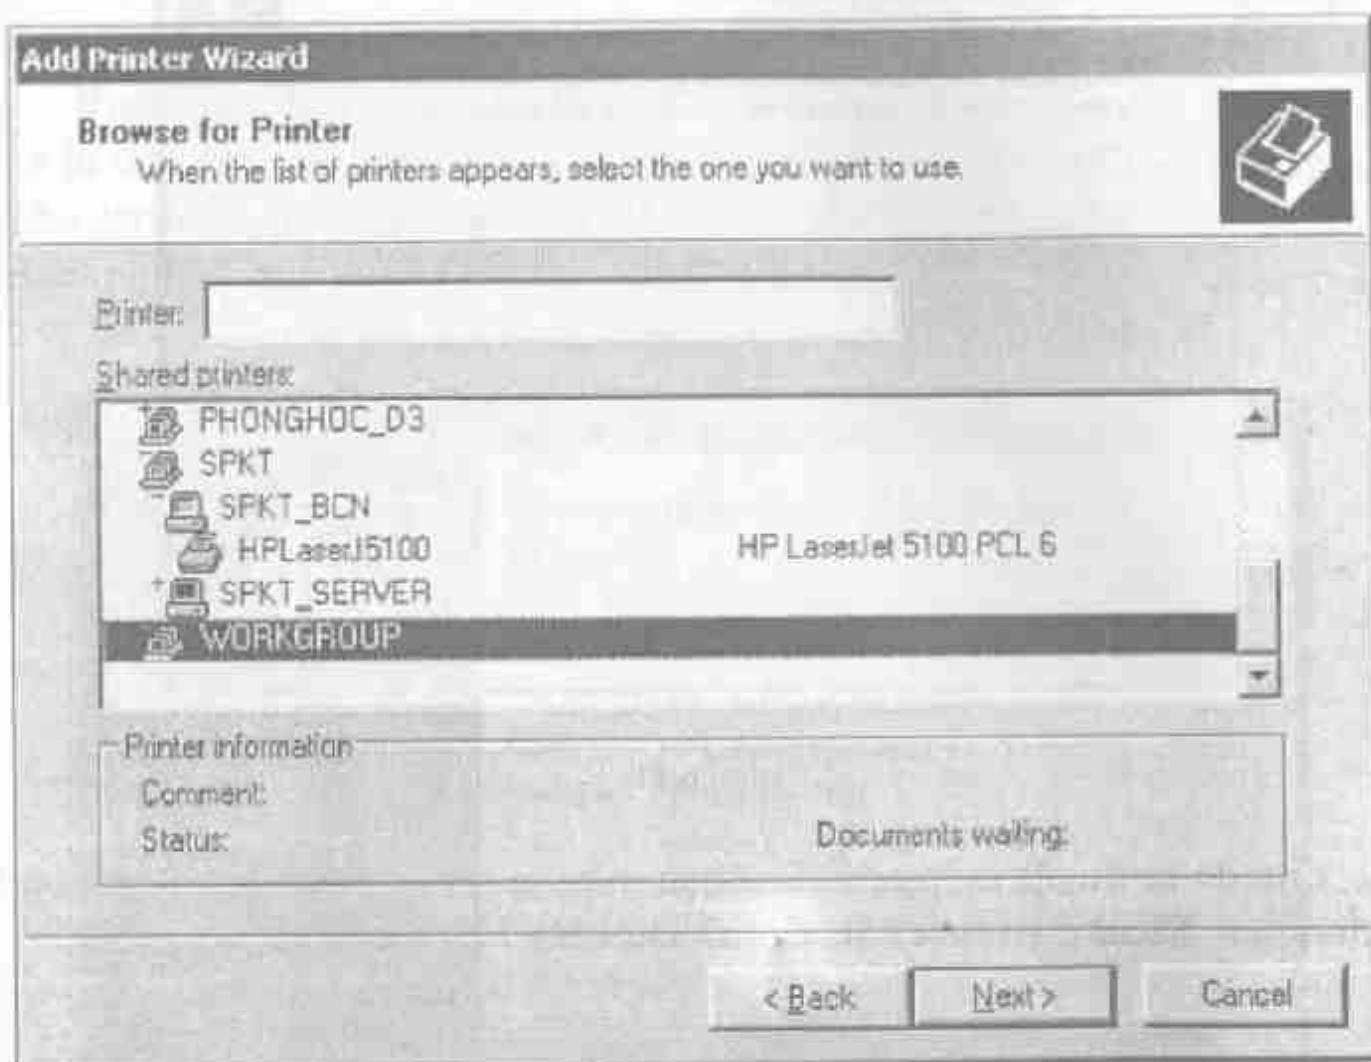 Add Printer Wizard
Browse for Printer
When the list of printers appears, select the one you want to use.
Printer:
Shared printers:
PHONGHOC_D3
SPKT
SPKT_BCN
HPLaserJ5100 HP LaserJet 5100 PCL 6
SPKT_SERVER
WORKGROUP
Printer information
Comment:
Status: Documents waiting:
< Back Next > Cancel